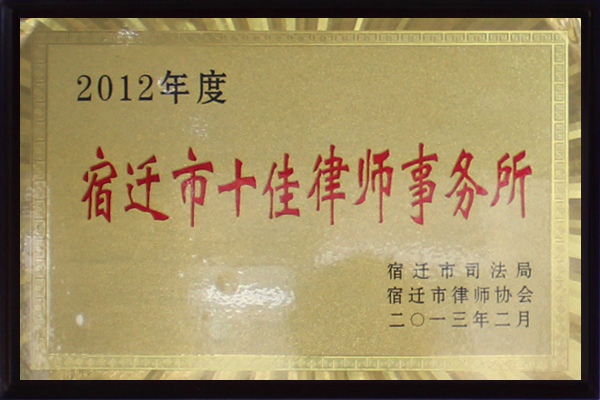 2012年度
宿迁市十佳律师事务所
宿迁市司法局
宿迁市律师协会
二〇一三年二月